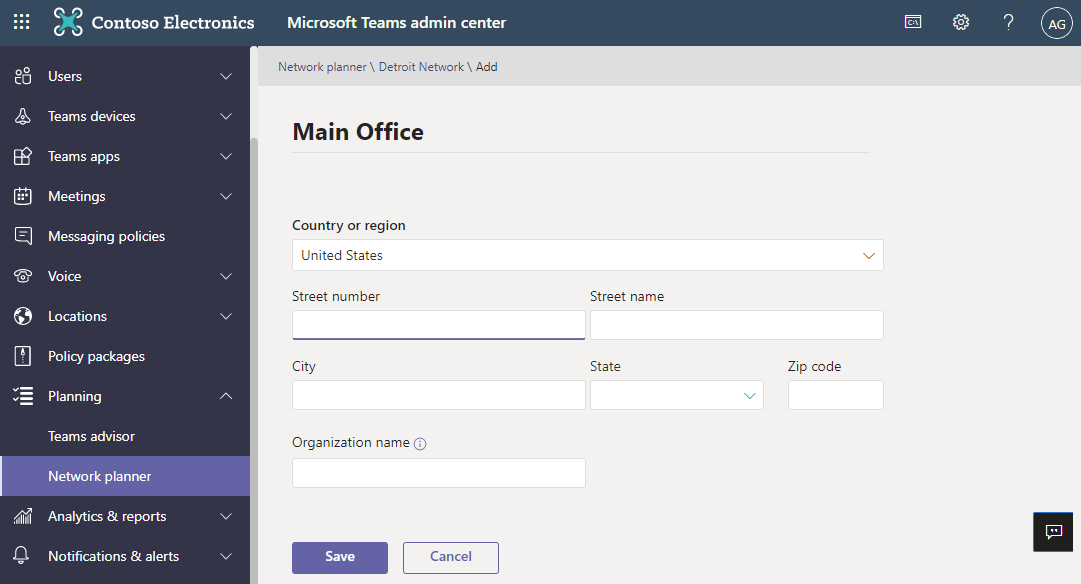 Contoso Electronics Microsoft Teams admin center AG
Users
Teams devices
Teams apps
Meetings
Messaging policies
Voice
Locations
Policy packages
Planning
Teams advisor
Network planner
Analytics & reports
Notifications & alerts
Network planner \ Detroit Network \ Add
Main Office
Country or region
United States
Street number Street name
City State Zip code
Organization name
Save Cancel